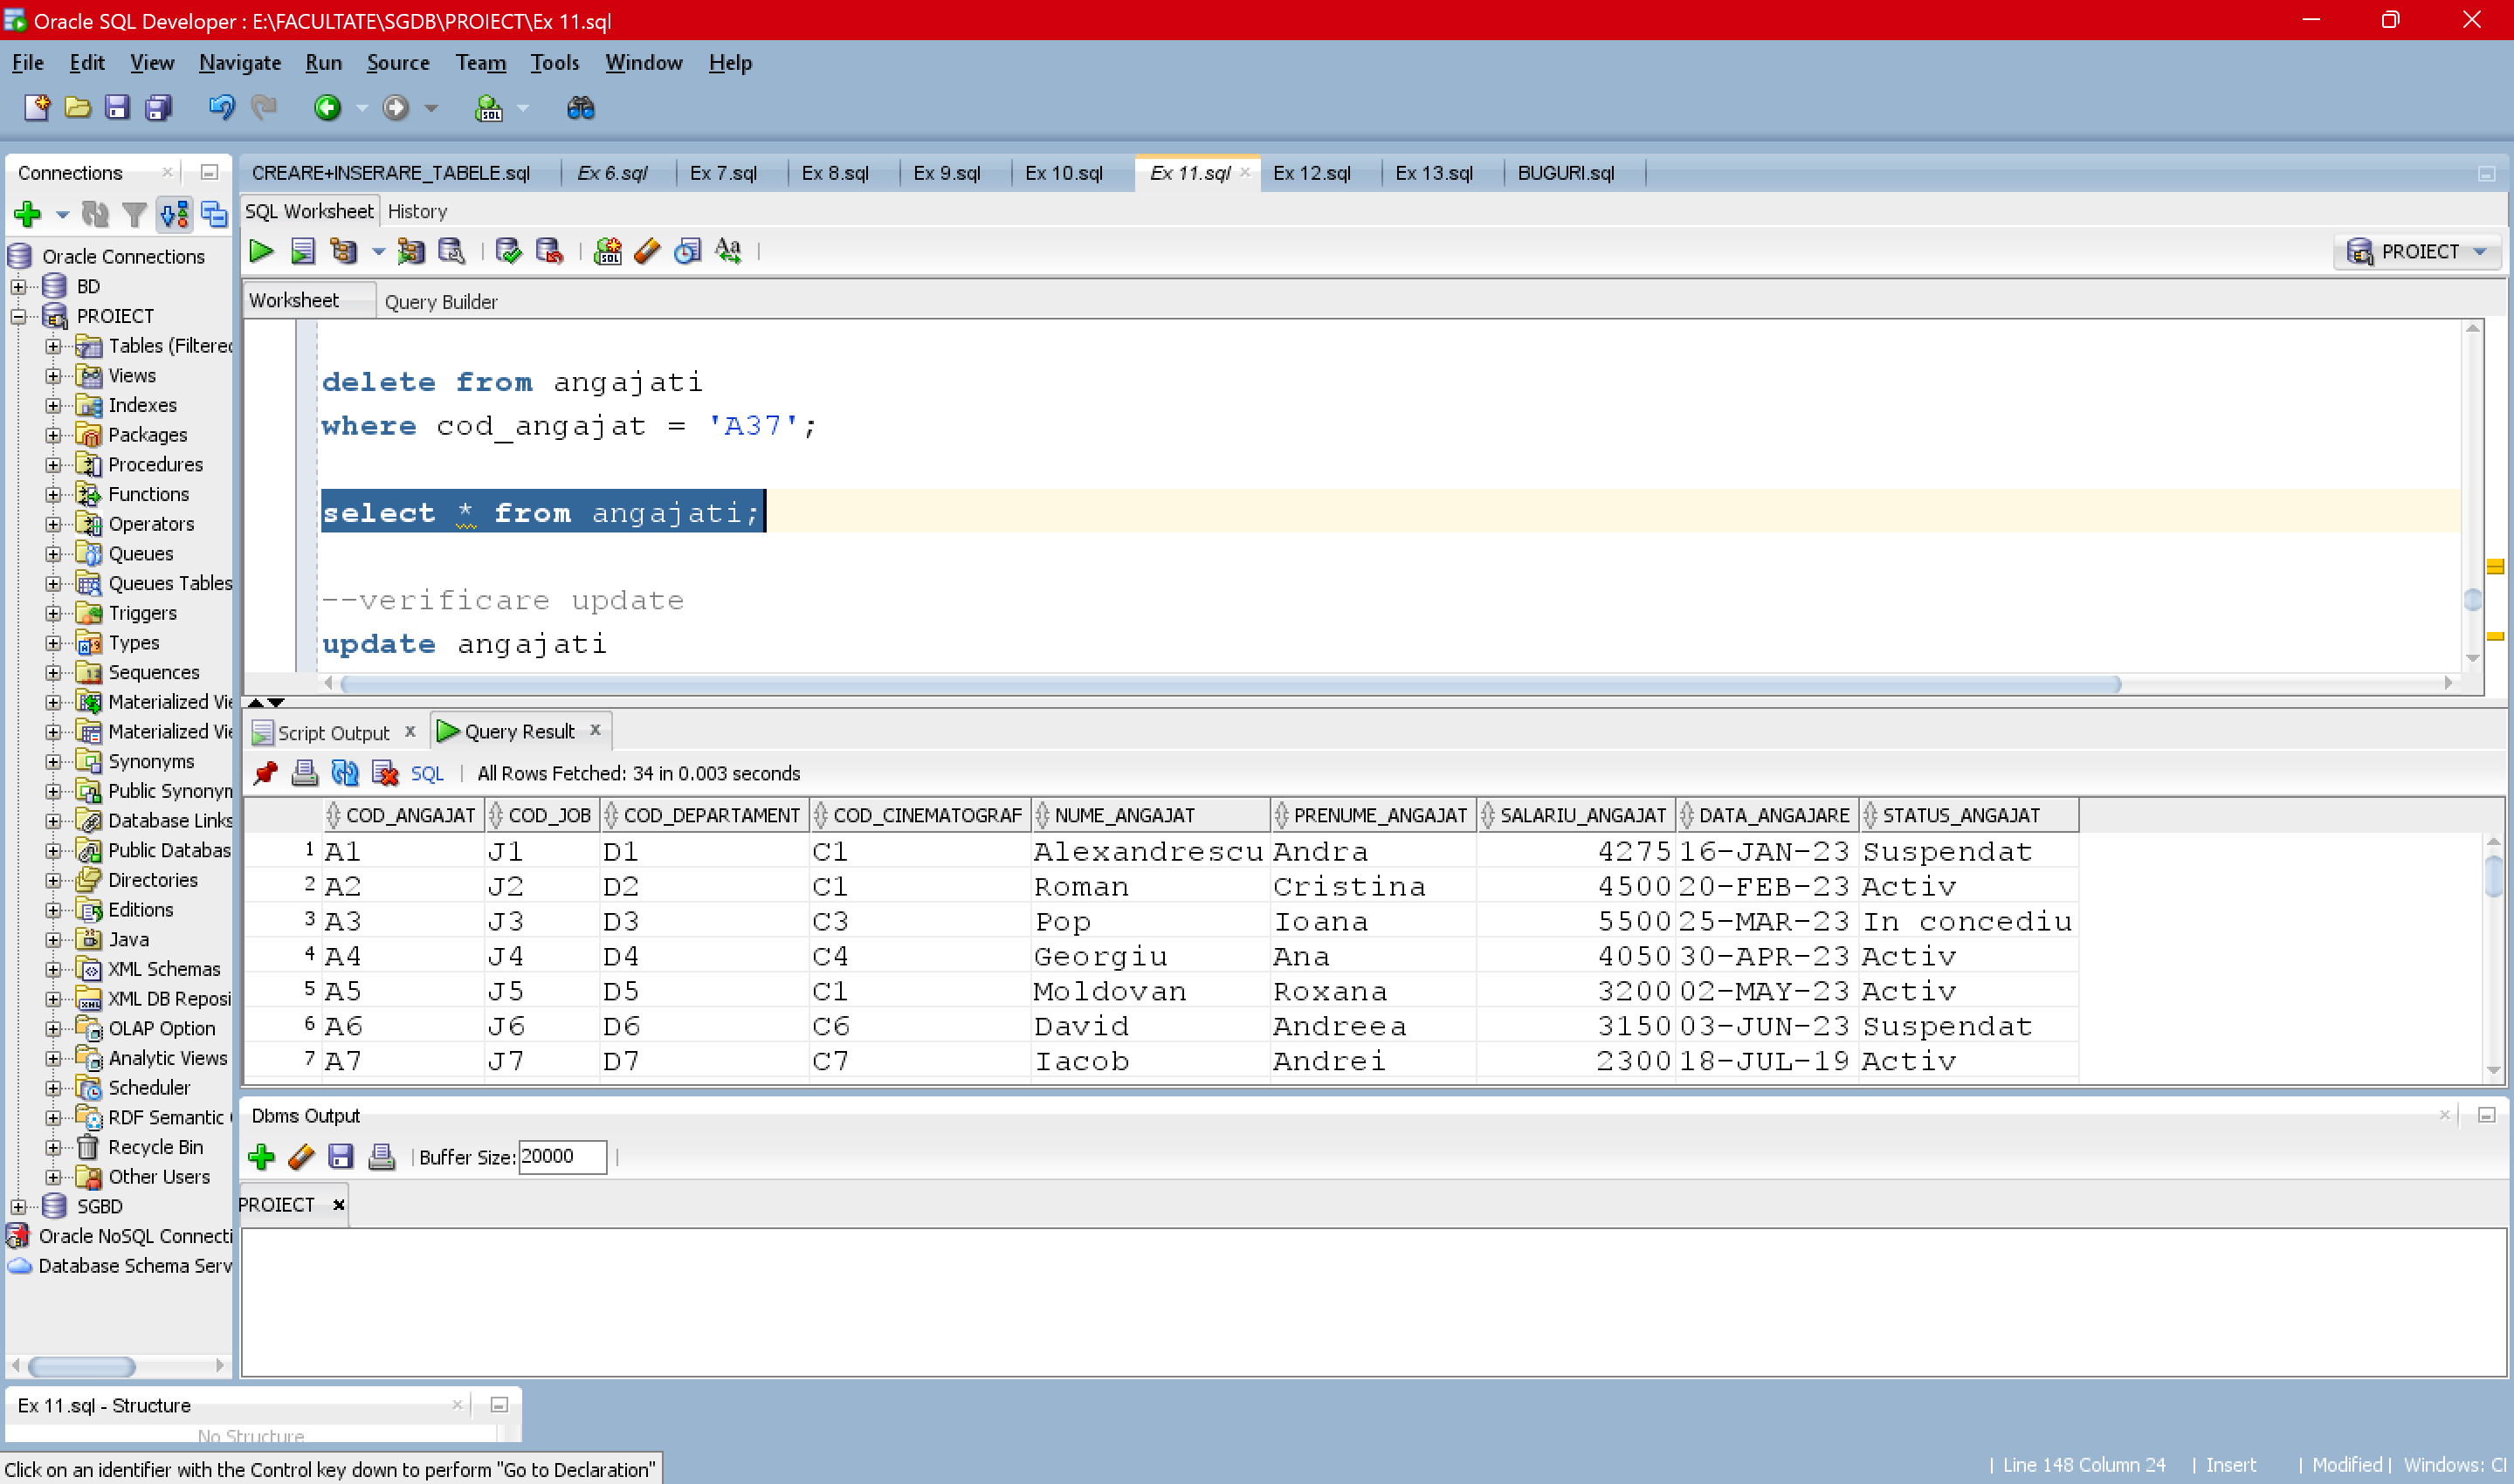 Oracle SQL Developer : E:\FACULTATE\SGDB\PROIECT\Ex 11.sql
File Edit View Navigate Run Source Team Tools Window Help
Connections
Oracle Connections
BD
PROIECT
Tables (Filtered
Views
Indexes
Packages
Procedures
Functions
Operators
Queues
Queues Tables
Triggers
Types
Sequences
Materialized Vie
Materialized Vie
Synonyms
Public Synonym
Database Links
Public Databas
Directories
Editions
Java
XML Schemas
XML DB Reposi
OLAP Option
Analytic Views
Scheduler
RDF Semantic
Recycle Bin
Other Users
SGBD
Oracle NoSQL Connecti
Database Schema Serv
CREARE+INSERARE_TABELE.sql Ex 6.sql Ex 7.sql Ex 8.sql Ex 9.sql Ex 10.sql Ex 11.sql Ex 12.sql Ex 13.sql BUGURI.sql
SQL Worksheet History
PROIECT
Worksheet Query Builder
delete from angajati
where cod_angajat = 'A37';
select * from angajati;
--verificare update
update angajati
Script Output x Query Result x
SQL | All Rows Fetched: 34 in 0.003 seconds
COD_ANGAJAT COD_JOB COD_DEPARTAMENT COD_CINEMATOGRAF NUME_ANGAJAT PRENUME_ANGAJAT SALARIU_ANGAJAT DATA_ANGAJARE STATUS_ANGAJAT
1 A1 J1 D1 C1 Alexandrescu Andra 4275 16-JAN-23 Suspendat
2 A2 J2 D2 C1 Roman Cristina 4500 20-FEB-23 Activ
3 A3 J3 D3 C3 Pop Ioana 5500 25-MAR-23 In concediu
4 A4 J4 D4 C4 Georgiu Ana 4050 30-APR-23 Activ
5 A5 J5 D5 C1 Moldovan Roxana 3200 02-MAY-23 Activ
6 A6 J6 D6 C6 David Andreea 3150 03-JUN-23 Suspendat
7 A7 J7 D7 C7 Iacob Andrei 2300 18-JUL-19 Activ
Dbms Output
Buffer Size: 20000
PROIECT
Ex 11.sql - Structure
No Structure
Click on an identifier with the Control key down to perform "Go to Declaration"
| Line 148 Column 24 | Insert | Modified | Windows: Cl